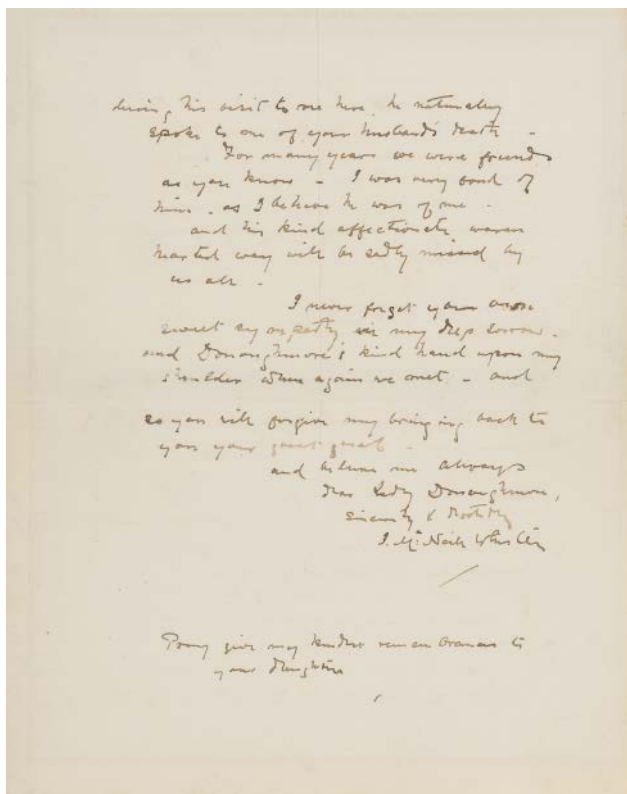 during his visit to me here, he naturally
spoke to me of your husband's death -
For many years we were friends
as you know - I was very fond of
him - as I believe he was of me -
and his kind affectionate warm
hearted way will be sadly missed by
us all -
I never forget your own
sweet sympathy in my deep sorrow -
and Donoughmore's kind hand upon my
shoulder when again we met - and
so you will forgive my bringing back to
you your great grief -
and believe me always
dear Lady Donoughmore,
sincerely &
J. McNeill Whistler
Pray give my kindest remembrances to
your daughters